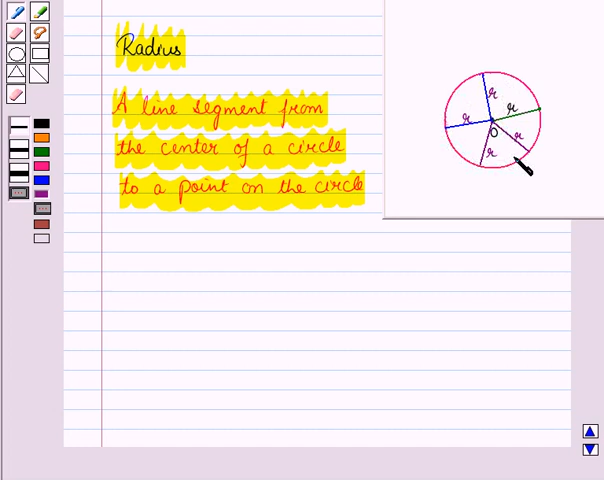 Radius
A line segment from
the center of a circle
to a point on the circle
r
r
r
O
r
r